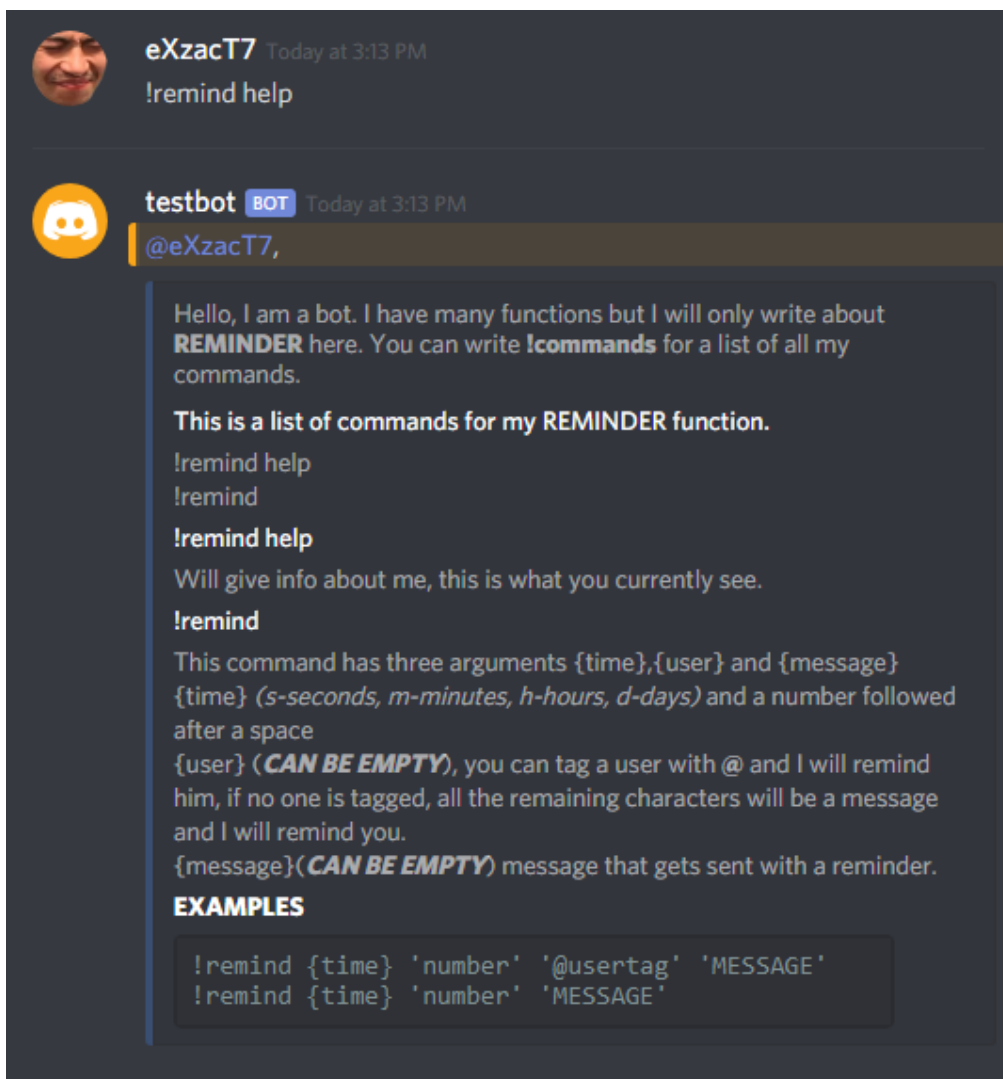 eXzacT7 Today at 3:13 PM
!remind help
testbot BOT Today at 3:13 PM
@eXzacT7,
Hello, I am a bot. I have many functions but I will only write about
REMINDER here. You can write !commands for a list of all my
commands.
This is a list of commands for my REMINDER function.
!remind help
!remind
!remind help
Will give info about me, this is what you currently see.
!remind
This command has three arguments {time},{user} and {message}
{time} (s-seconds, m-minutes, h-hours, d-days) and a number followed
after a space
{user} (CAN BE EMPTY), you can tag a user with @ and I will remind
him, if no one is tagged, all the remaining characters will be a message
and I will remind you.
{message}(CAN BE EMPTY) message that gets sent with a reminder.
EXAMPLES
!remind {time} 'number' '@usertag' 'MESSAGE'
!remind {time} 'number' 'MESSAGE'